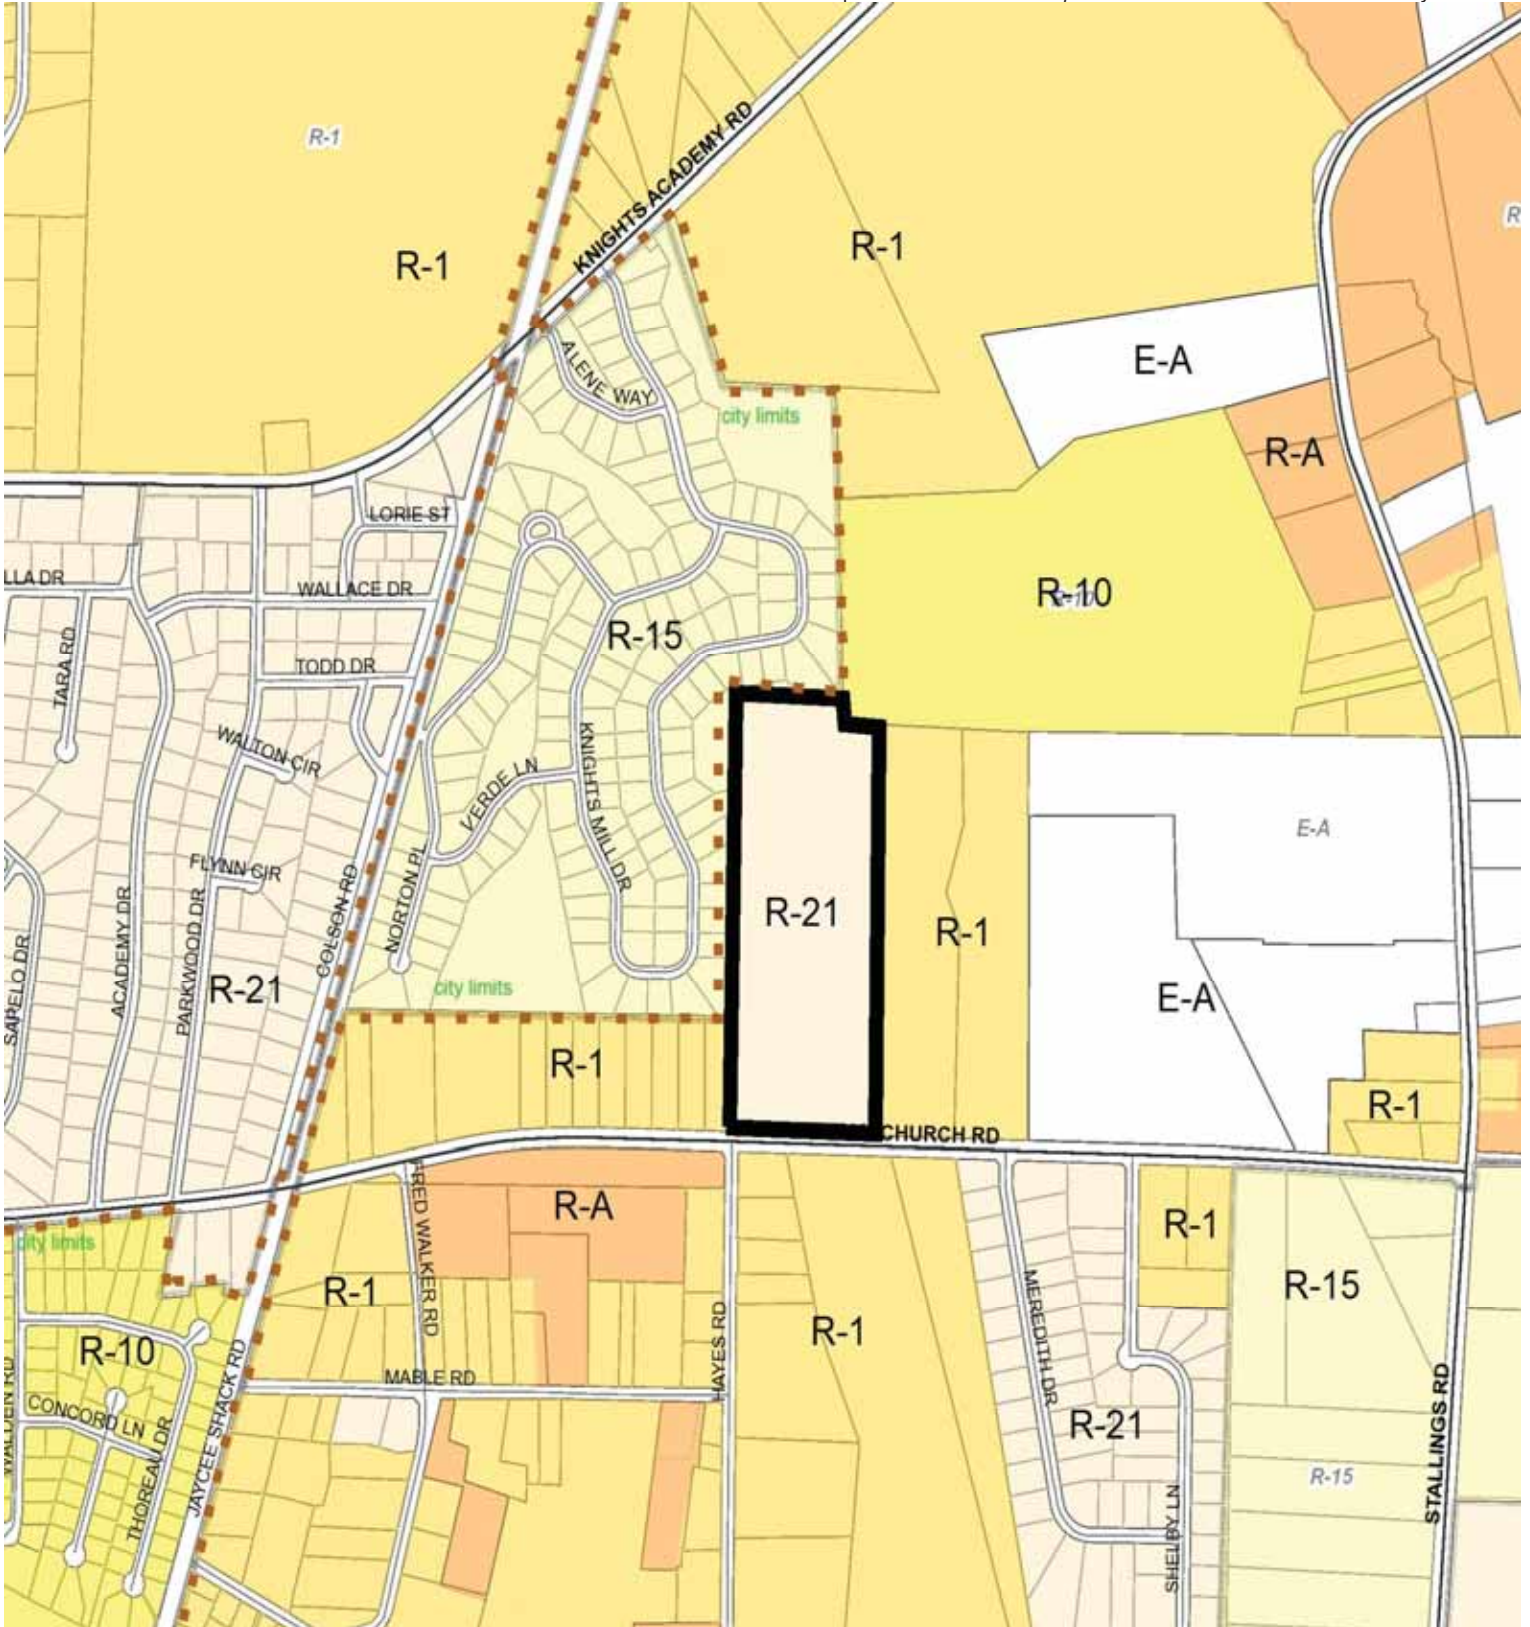 R-1
KNIGHTS ACADEMY RD
R
R-1
R-1
E-A
ALENE WAY
city limits
R-A
LORIE ST
LLA DR
WALLACE DR
R-10
R-15
TARA RD
TODD DR
WALTON CIR
KNIGHTS MILL DR
VERDE LN
E-A
FLYNN CIR
NORTON PL
COLSON RD
ACADEMY DR
PARKWOOD DR
SAPELO DR
R-21
R-1
R-21
city limits
E-A
R-1
R-1
CHURCH RD
FRED WALKER RD
R-A
R-1
city limits
R-1
R-15
MEREDITH DR
HAYES RD
R-1
R-10
MABLE RD
JAYCEE SHACK RD
WALDEN RD
CONCORD LN
THOREAU DR
R-21
R-15
STALLINGS RD
SHELBY LN